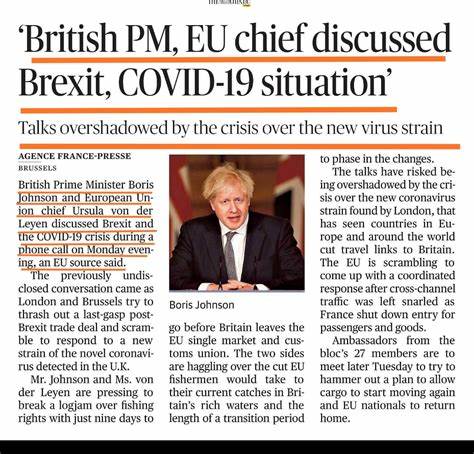 ‘British PM, EU chief discussed
Brexit, COVID-19 situation’
Talks overshadowed by the crisis over the new virus strain
AGENCE FRANCE-PRESSE
BRUSSELS
British Prime Minister Boris
Johnson and European Un-
ion chief Ursula von der
Leyen discussed Brexit and
the COVID-19 crisis during a
phone call on Monday even-
ing, an EU source said.
The previously undis-
closed conversation came as
London and Brussels try to
thrash out a last-gasp post-
Brexit trade deal and scram-
ble to respond to a new
strain of the novel coronavi-
rus detected in the U.K.
Mr. Johnson and Ms. von
der Leyen are pressing to
break a logjam over fishing
rights with just nine days to
Boris Johnson
go before Britain leaves the
EU single market and cus-
toms union. The two sides
are haggling over the cut EU
fishermen would take to
their current catches in Brit-
ain's rich waters and the
length of a transition period
to phase in the changes.
The talks have risked be-
ing overshadowed by the cri-
sis over the new coronavirus
strain found by London, that
has seen countries in Eur-
ope and around the world
cut travel links to Britain.
The EU is scrambling to
come up with a coordinated
response after cross-channel
traffic was left snarled as
France shut down entry for
passengers and goods.
Ambassadors from the
bloc's 27 members are to
meet later Tuesday to try to
hammer out a plan to allow
cargo to start moving again
and EU nationals to return
home.